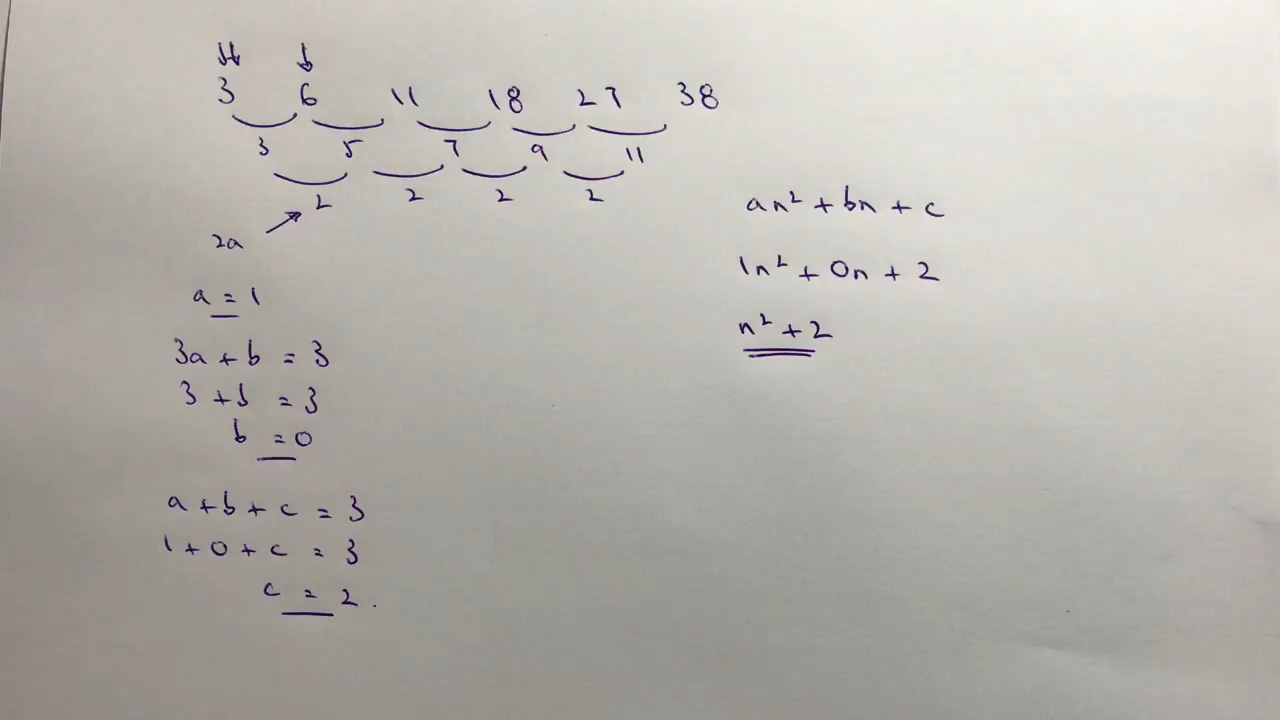 3 6 11 18 27 38
3 5 7 9 11
2 2 2 2
2a
a = 1
3a + b = 3
3 + b = 3
b = 0
a + b + c = 3
1 + 0 + c = 3
c = 2.
an² + bn + c
1n² + 0n + 2
n² + 2